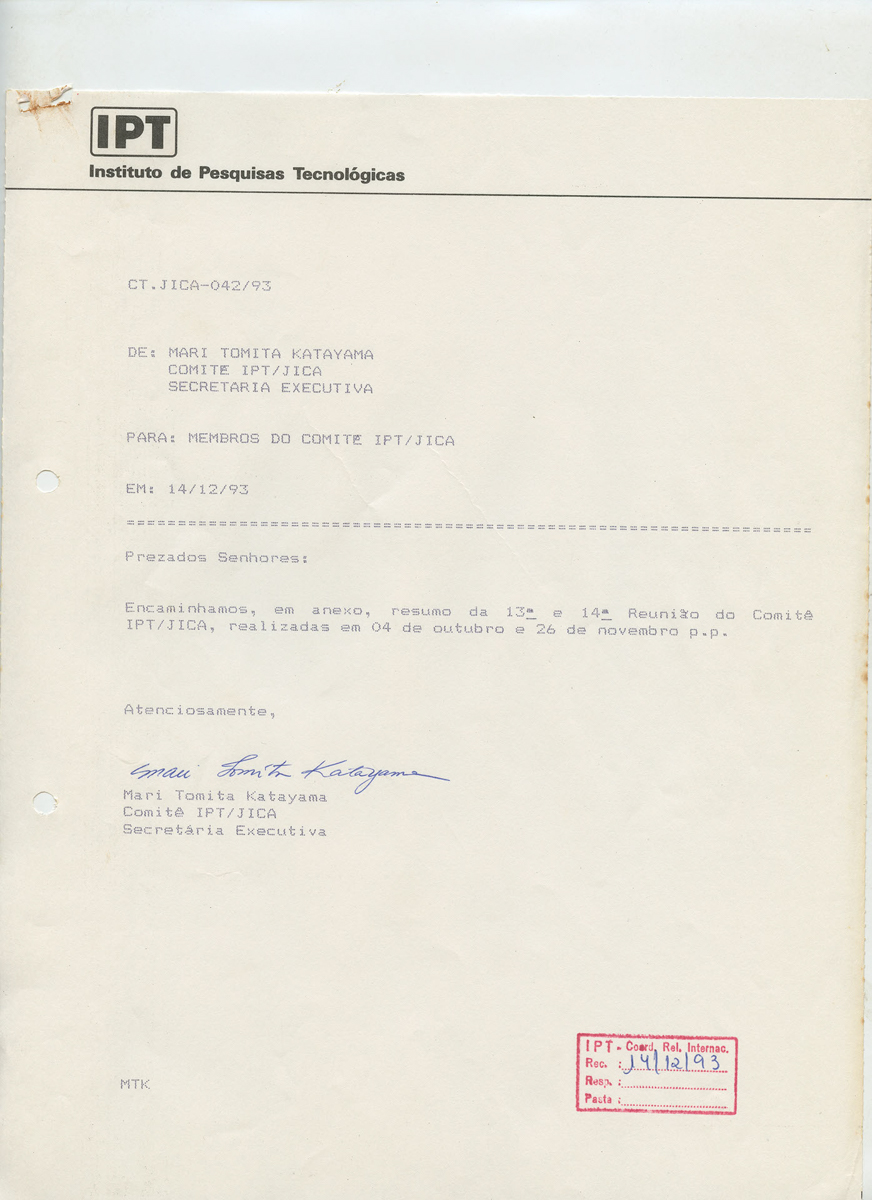 IPT
Instituto de Pesquisas Tecnológicas
CT.JICA-042/93
DE: MARI TOMITA KATAYAMA
COMITÊ IPT/JICA
SECRETARIA EXECUTIVA
PARA: MEMBROS DO COMITÊ IPT/JICA
EM: 14/12/93
===================================================================
Prezados Senhores:
Encaminhamos, em anexo, resumo da 13ª e 14ª Reunião do Comitê
IPT/JICA, realizadas em 04 de outubro e 26 de novembro p.p.
Atenciosamente,
Mari Tomita Katayama
Mari Tomita Katayama
Comitê IPT/JICA
Secretária Executiva
IPT - Coord. Rel. Internac.
Rec. : 14/12/93
Resp. :
Pasta :
MTK